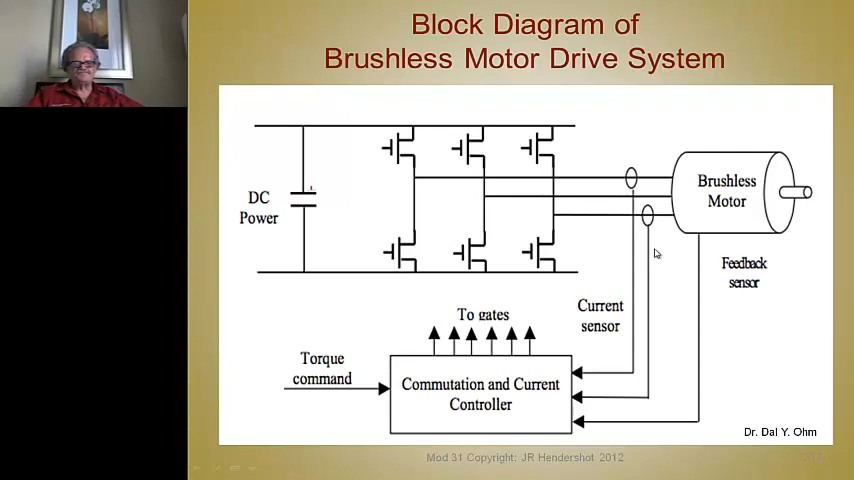 Block Diagram of
Brushless Motor Drive System
DC
Power
Brushless
Motor
Feedback
sensor
Current
sensor
To gates
Torque
command
Commutation and Current
Controller
Dr. Dal Y. Ohm
Mod 31 Copyright: JR Hendershot 2012